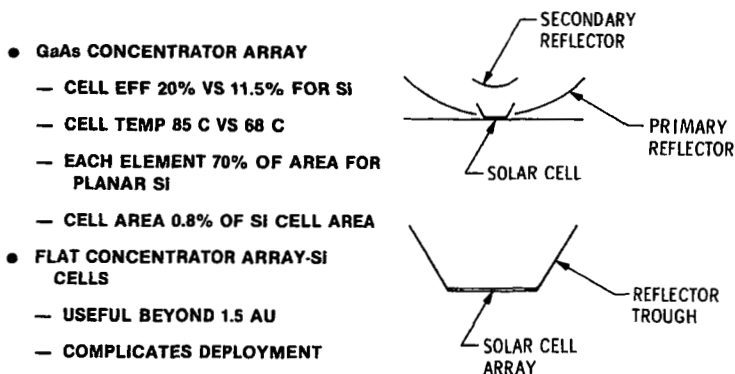 ● GaAs CONCENTRATOR ARRAY
— CELL EFF 20% VS 11.5% FOR Si
— CELL TEMP 85 C VS 68 C
— EACH ELEMENT 70% OF AREA FOR
PLANAR Si
— CELL AREA 0.8% OF Si CELL AREA
● FLAT CONCENTRATOR ARRAY-Si
CELLS
— USEFUL BEYOND 1.5 AU
— COMPLICATES DEPLOYMENT
SECONDARY
REFLECTOR
PRIMARY
REFLECTOR
SOLAR CELL
REFLECTOR
TROUGH
SOLAR CELL
ARRAY